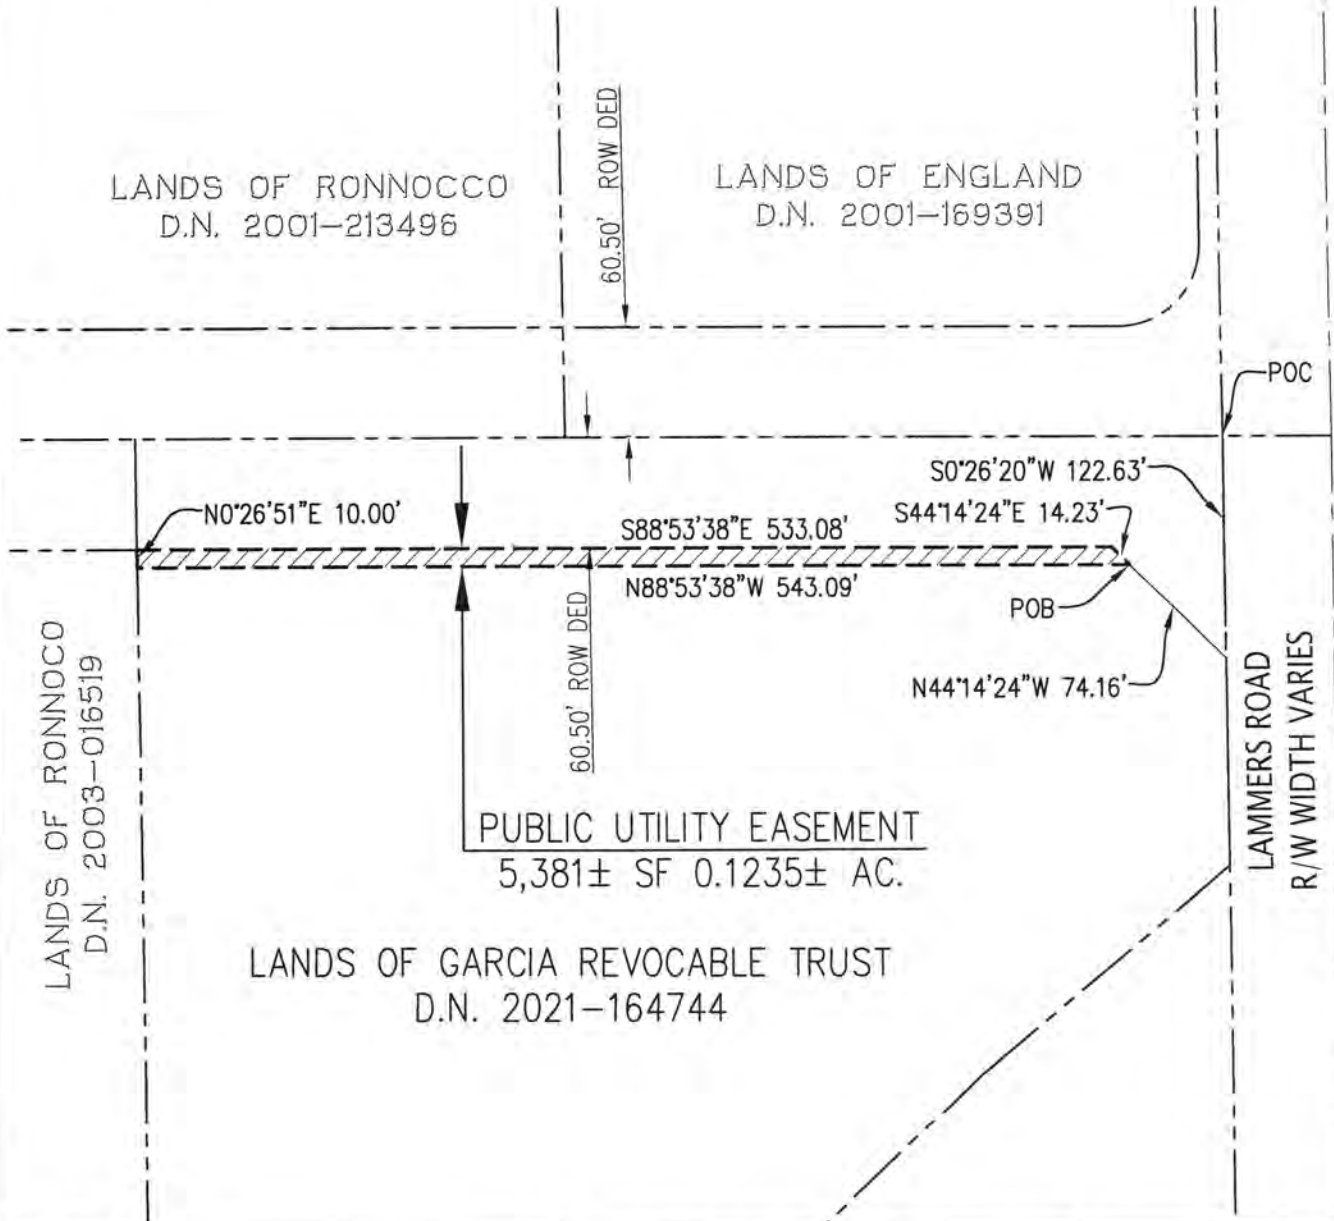 LANDS OF RONNOCCO
D.N. 2001-213496
60.50' ROW DED
LANDS OF ENGLAND
D.N. 2001-169391
POC
S0°26'20"W 122.63'
N0°26'51"E 10.00'
S88°53'38"E 533.08'
S44°14'24"E 14.23'
N88°53'38"W 543.09'
POB
N44°14'24"W 74.16'
60.50' ROW DED
LANDS OF RONNOCO
D.N. 2003-016519
LAMMERS ROAD
R/W WIDTH VARIES
PUBLIC UTILITY EASEMENT
5,381± SF 0.1235± AC.
LANDS OF GARCIA REVOCABLE TRUST
D.N. 2021-164744